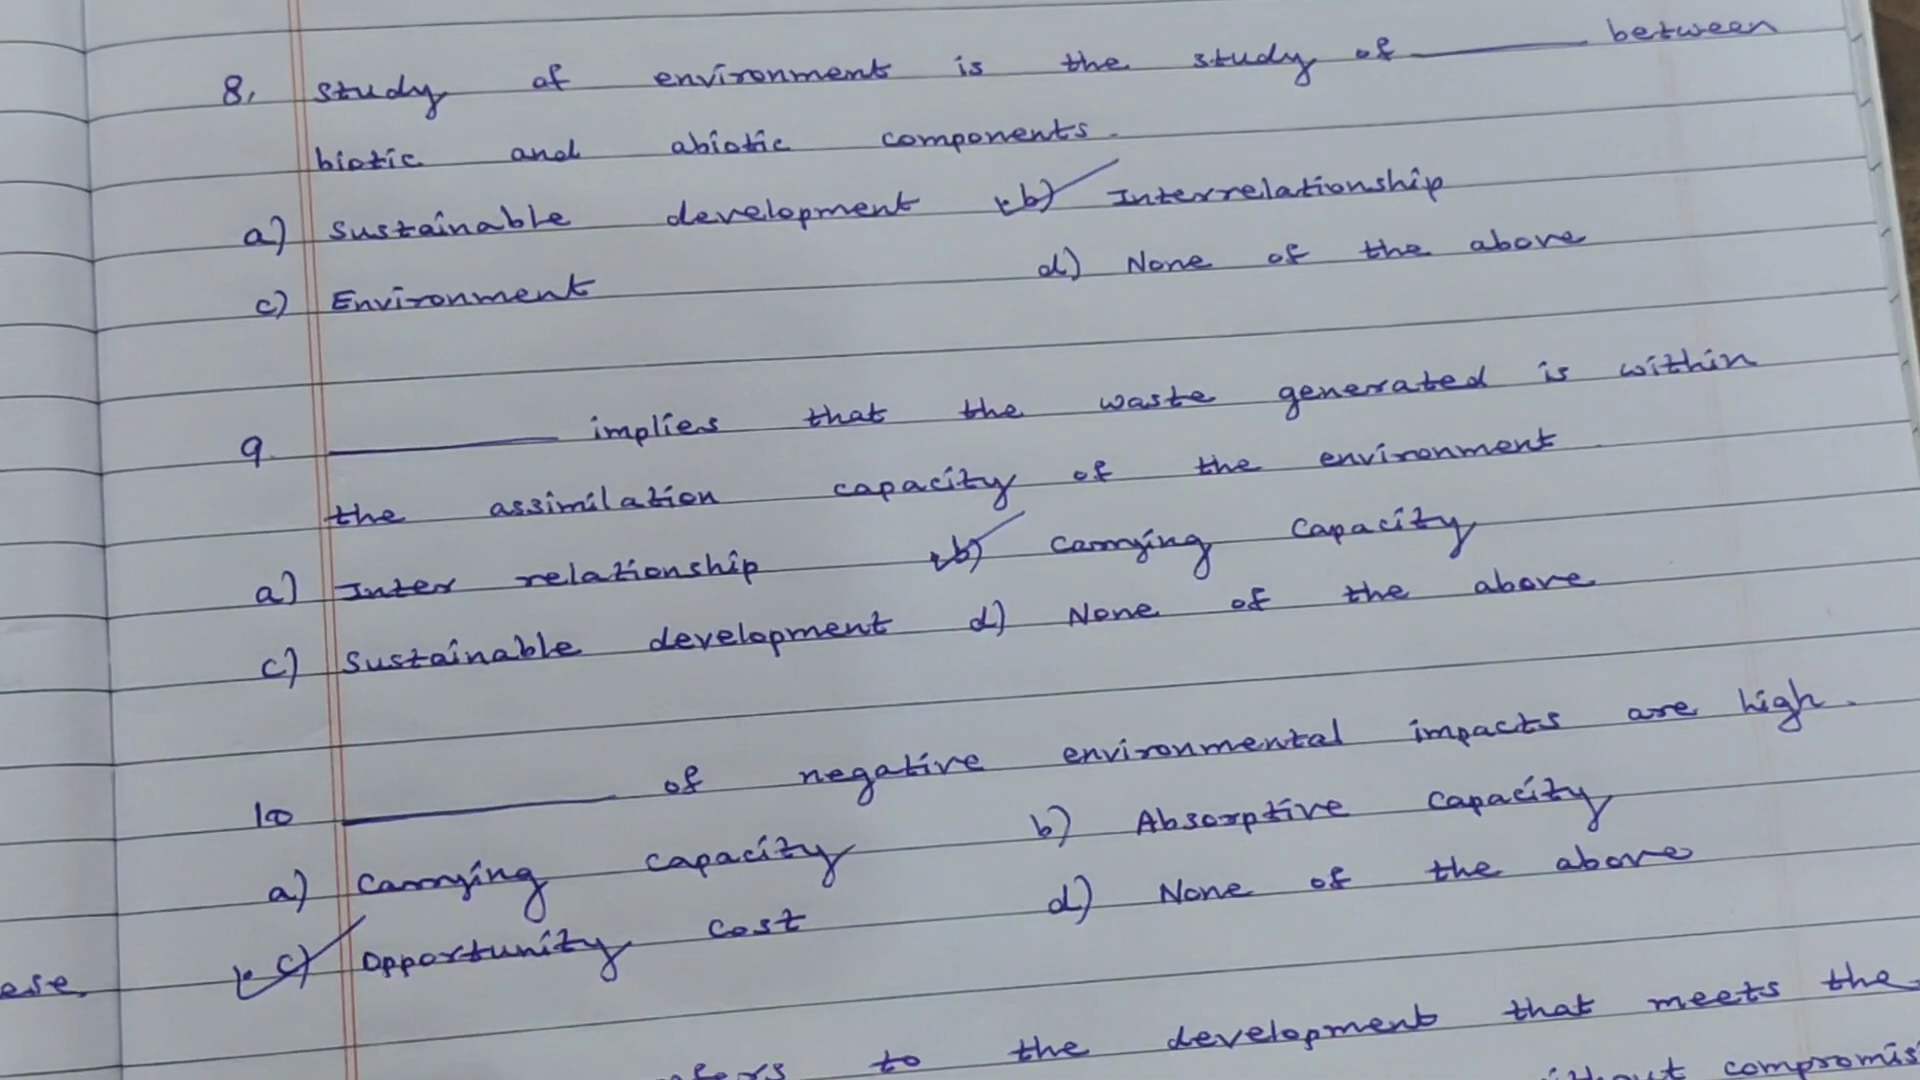 8. Study of environment is the study of ______ between
biotic and abiotic components.
a) Sustainable development b) Interrelationship
c) Environment d) None of the above
9 ______ implies that the waste generated is within
the assimilation capacity of the environment
a) Inter relationship b) Carrying Capacity
c) Sustainable development d) None of the above
10 ______ of negative environmental impacts are high.
a) Carrying capacity b) Absorptive Capacity
c) Opportunity Cost d) None of the above
to the development that meets the